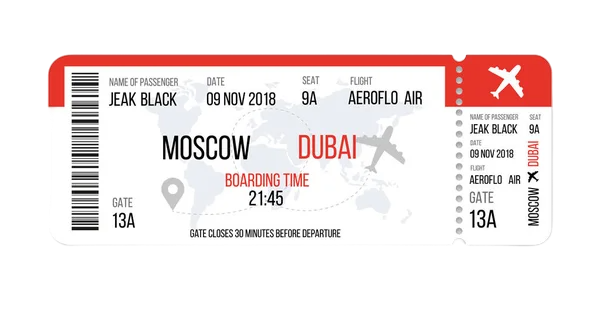 NAME OF PASSENGER DATE SEAT FLIGHT
JEAK BLACK 09 NOV 2018 9A AEROFLO AIR
MOSCOW DUBAI
BOARDING TIME
21:45
GATE
13A
GATE CLOSES 30 MINUTES BEFORE DEPARTURE
NAME OF PASSENGER SEAT
JEAK BLACK 9A
DATE
09 NOV 2018
FLIGHT
AEROFLO AIR
GATE
13A
MOSCOW DUBAI